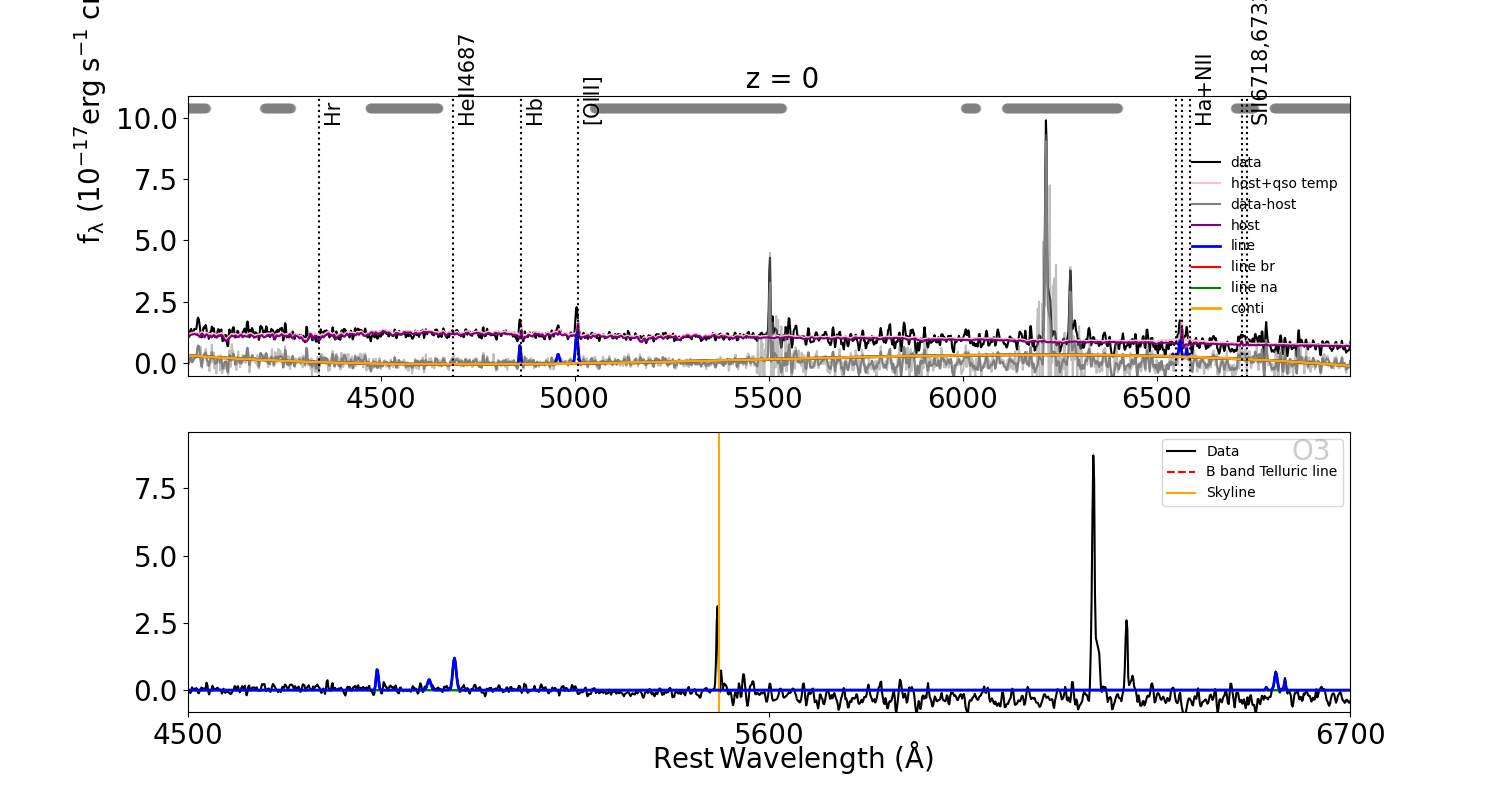 z = 0
f_λ (10^−17 erg s^−1
Hr
HeII4687
Hb
[OIII]
Ha+NII
SII6718,673
10.0
7.5
5.0
2.5
0.0
data
host+qso temp
data-host
host
line
line br
line na
conti
4500
5000
5500
6000
6500
O3
Data
B band Telluric line
Skyline
7.5
5.0
2.5
0.0
4500
5600
6700
Rest Wavelength (Å)